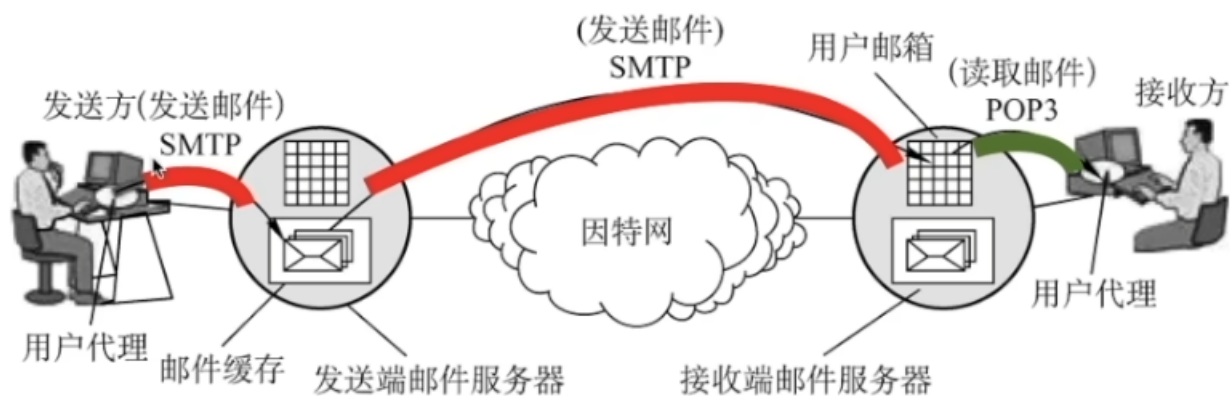 (发送邮件)
SMTP
用户邮箱
(读取邮件)
POP3
接收方
发送方(发送邮件)
SMTP
因特网
用户代理
用户代理
邮件缓存
发送端邮件服务器
接收端邮件服务器